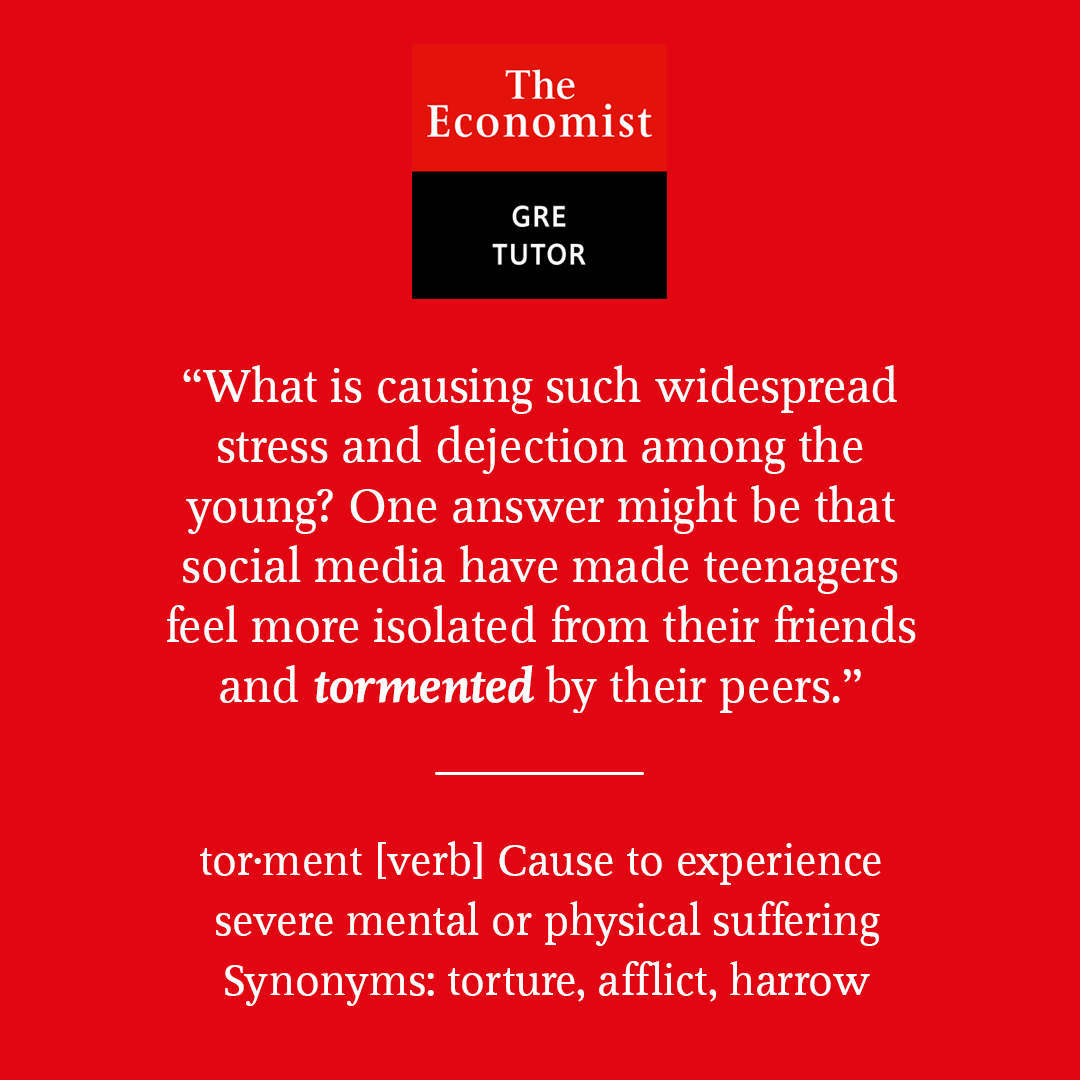 The
Economist
GRE
TUTOR
“What is causing such widespread
stress and dejection among the
young? One answer might be that
social media have made teenagers
feel more isolated from their friends
and tormented by their peers.”
tor·ment [verb] Cause to experience
severe mental or physical suffering
Synonyms: torture, afflict, harrow